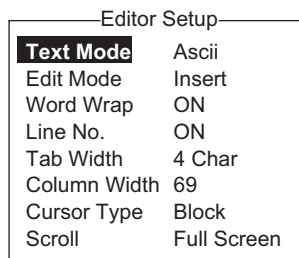 Editor Setup
Text Mode Ascii
Edit Mode Insert
Word Wrap ON
Line No. ON
Tab Width 4 Char
Column Width 69
Cursor Type Block
Scroll Full Screen